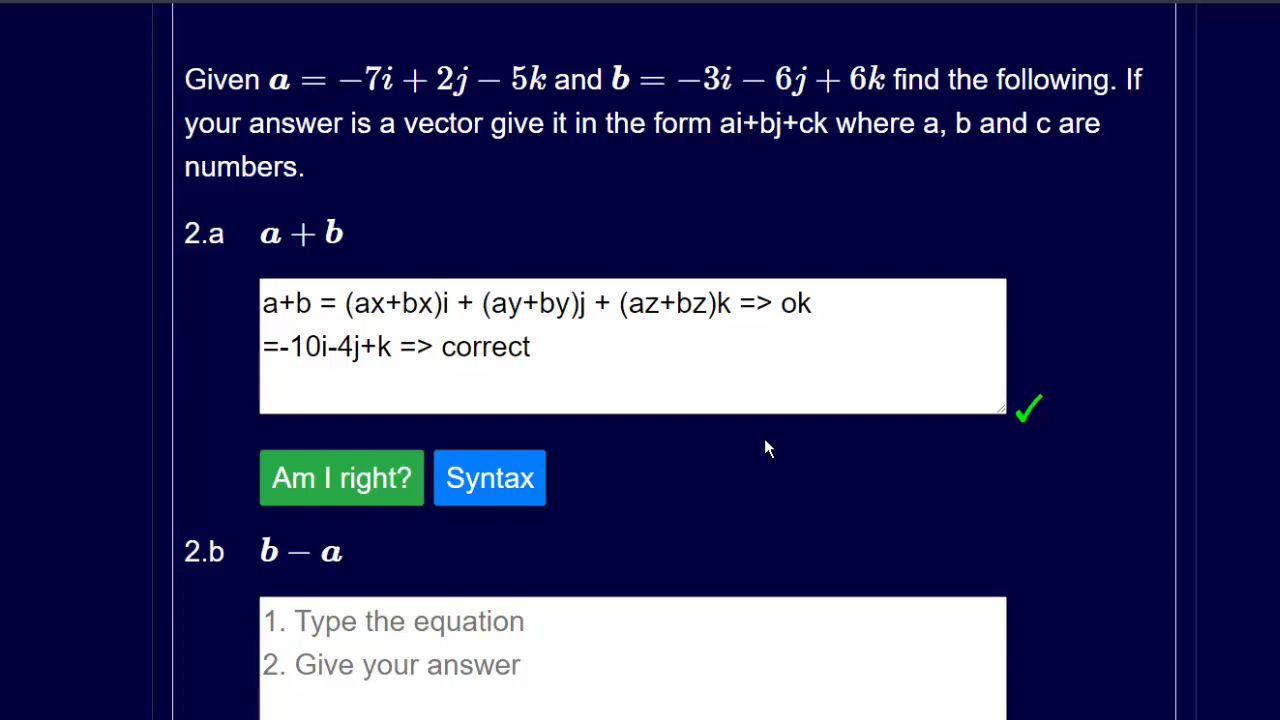 Given a = −7i + 2j − 5k and b = −3i − 6j + 6k find the following. If
your answer is a vector give it in the form ai+bj+ck where a, b and c are
numbers.
2.a a + b
a+b = (ax+bx)i + (ay+by)j + (az+bz)k => ok
=-10i-4j+k => correct
Am I right? Syntax
2.b b − a
1. Type the equation
2. Give your answer